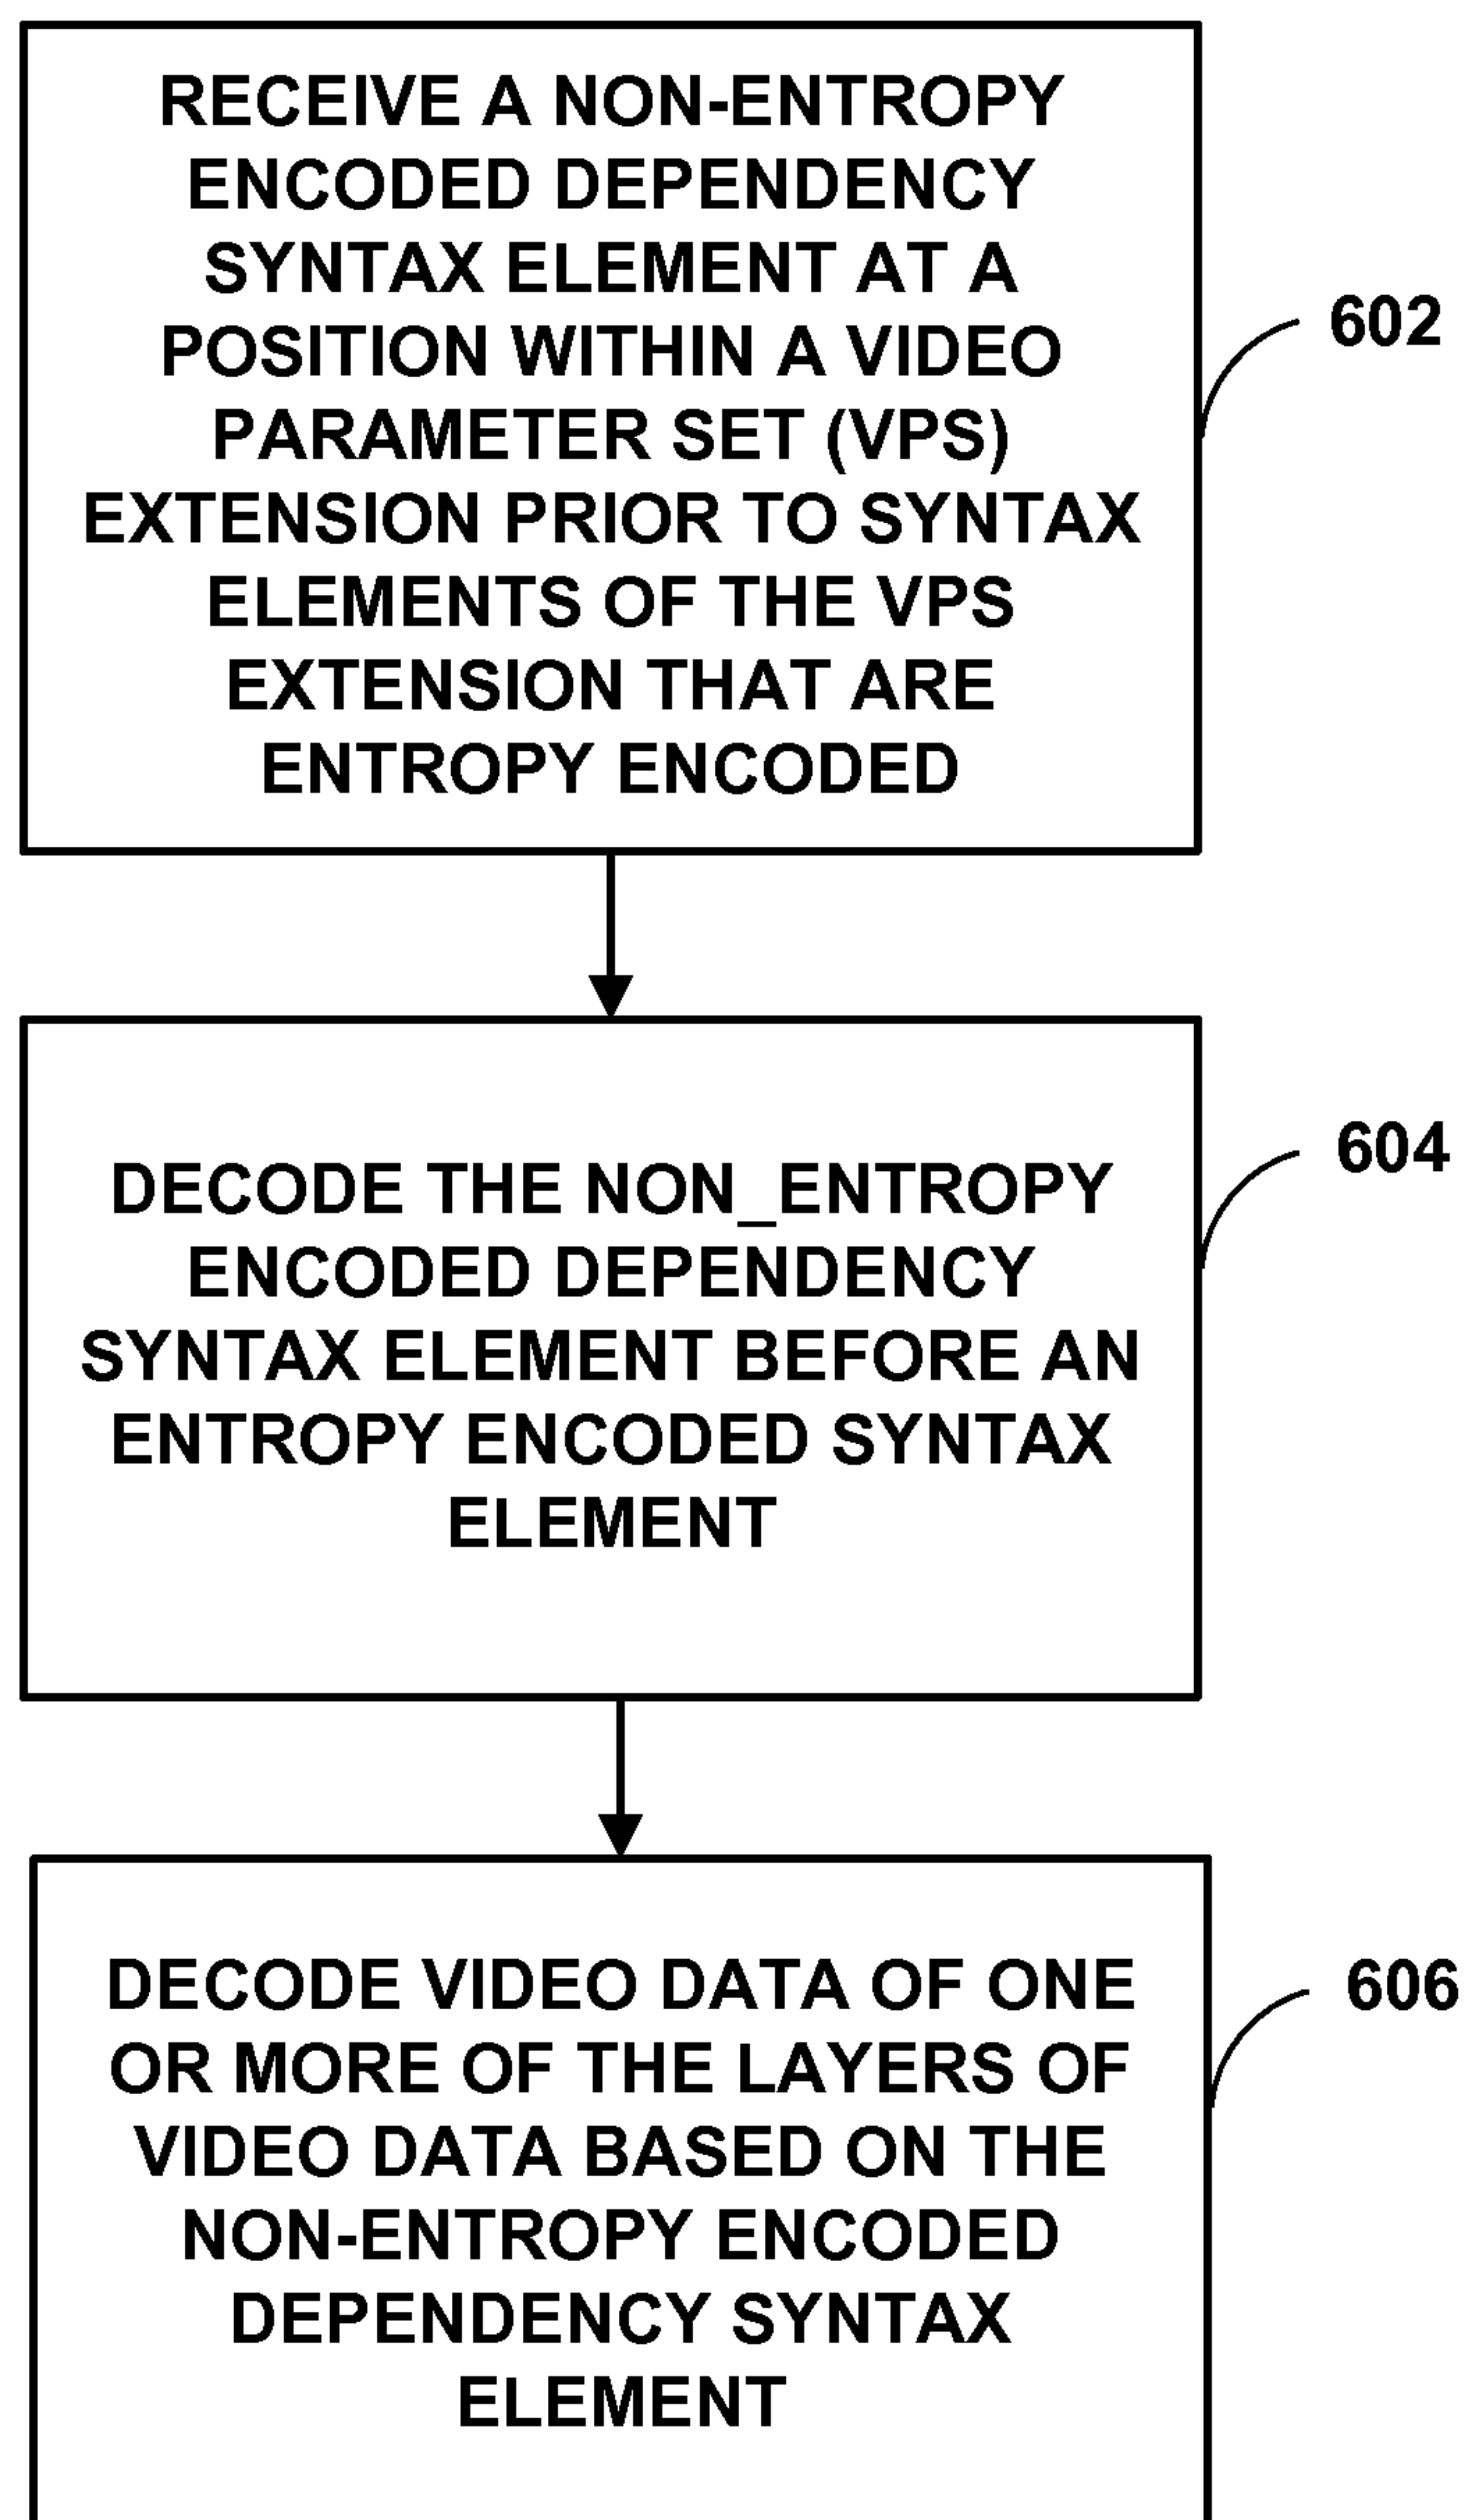 RECEIVE A NON-ENTROPY
ENCODED DEPENDENCY
SYNTAX ELEMENT AT A
POSITION WITHIN A VIDEO
PARAMETER SET (VPS)
EXTENSION PRIOR TO SYNTAX
ELEMENTS OF THE VPS
EXTENSION THAT ARE
ENTROPY ENCODED
602
DECODE THE NON_ENTROPY
ENCODED DEPENDENCY
SYNTAX ELEMENT BEFORE AN
ENTROPY ENCODED SYNTAX
ELEMENT
604
DECODE VIDEO DATA OF ONE
OR MORE OF THE LAYERS OF
VIDEO DATA BASED ON THE
NON-ENTROPY ENCODED
DEPENDENCY SYNTAX
ELEMENT
606